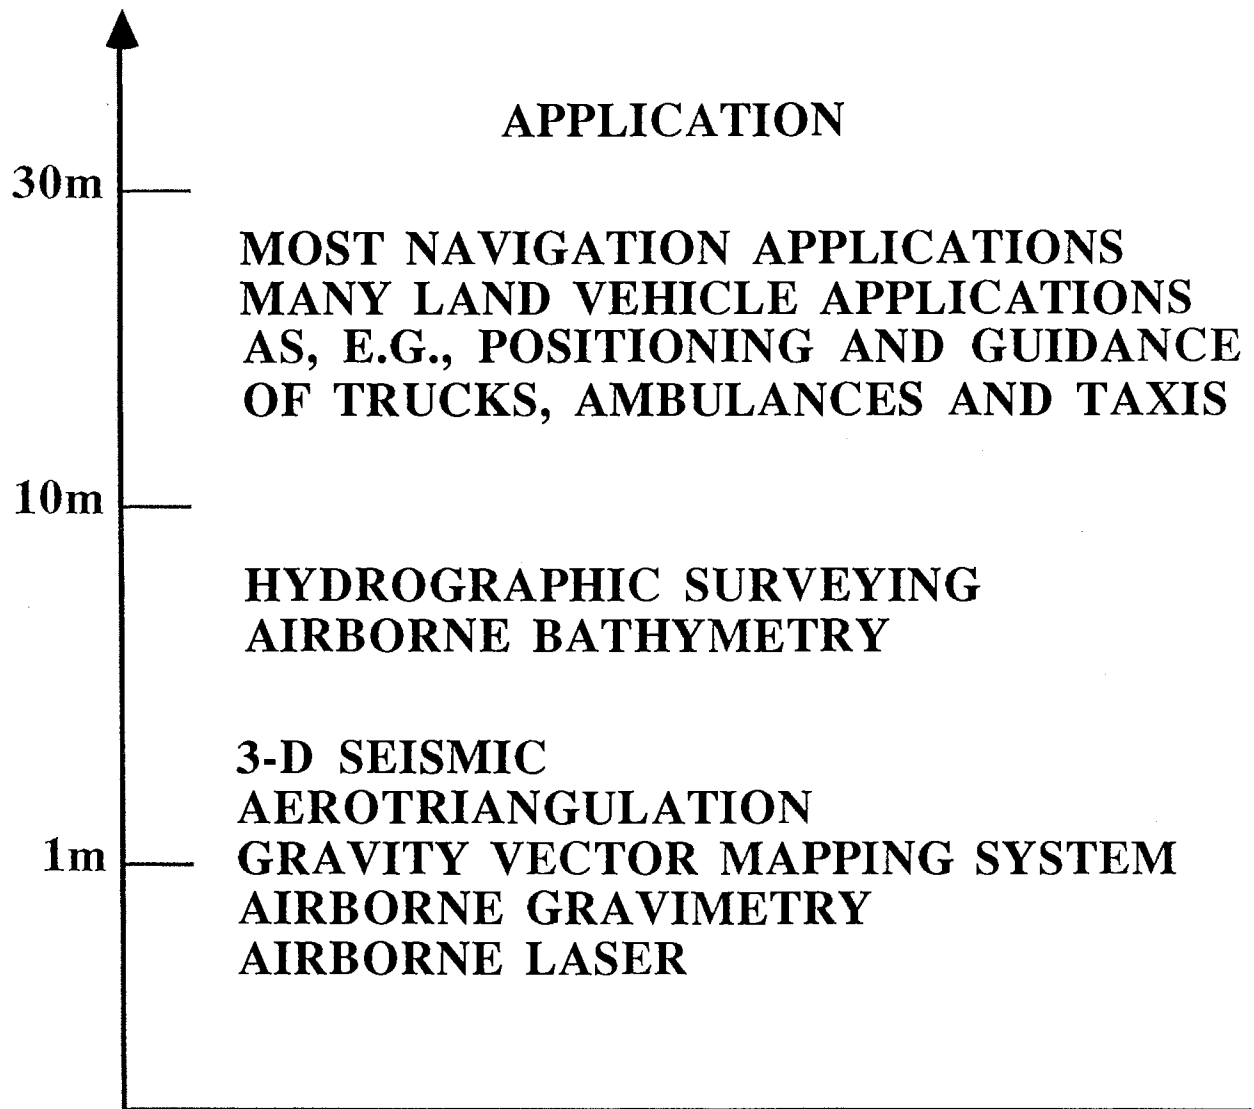 APPLICATION
30m
MOST NAVIGATION APPLICATIONS
MANY LAND VEHICLE APPLICATIONS
AS, E.G., POSITIONING AND GUIDANCE
OF TRUCKS, AMBULANCES AND TAXIS
10m
HYDROGRAPHIC SURVEYING
AIRBORNE BATHYMETRY
3-D SEISMIC
AEROTRIANGULATION
1m GRAVITY VECTOR MAPPING SYSTEM
AIRBORNE GRAVIMETRY
AIRBORNE LASER